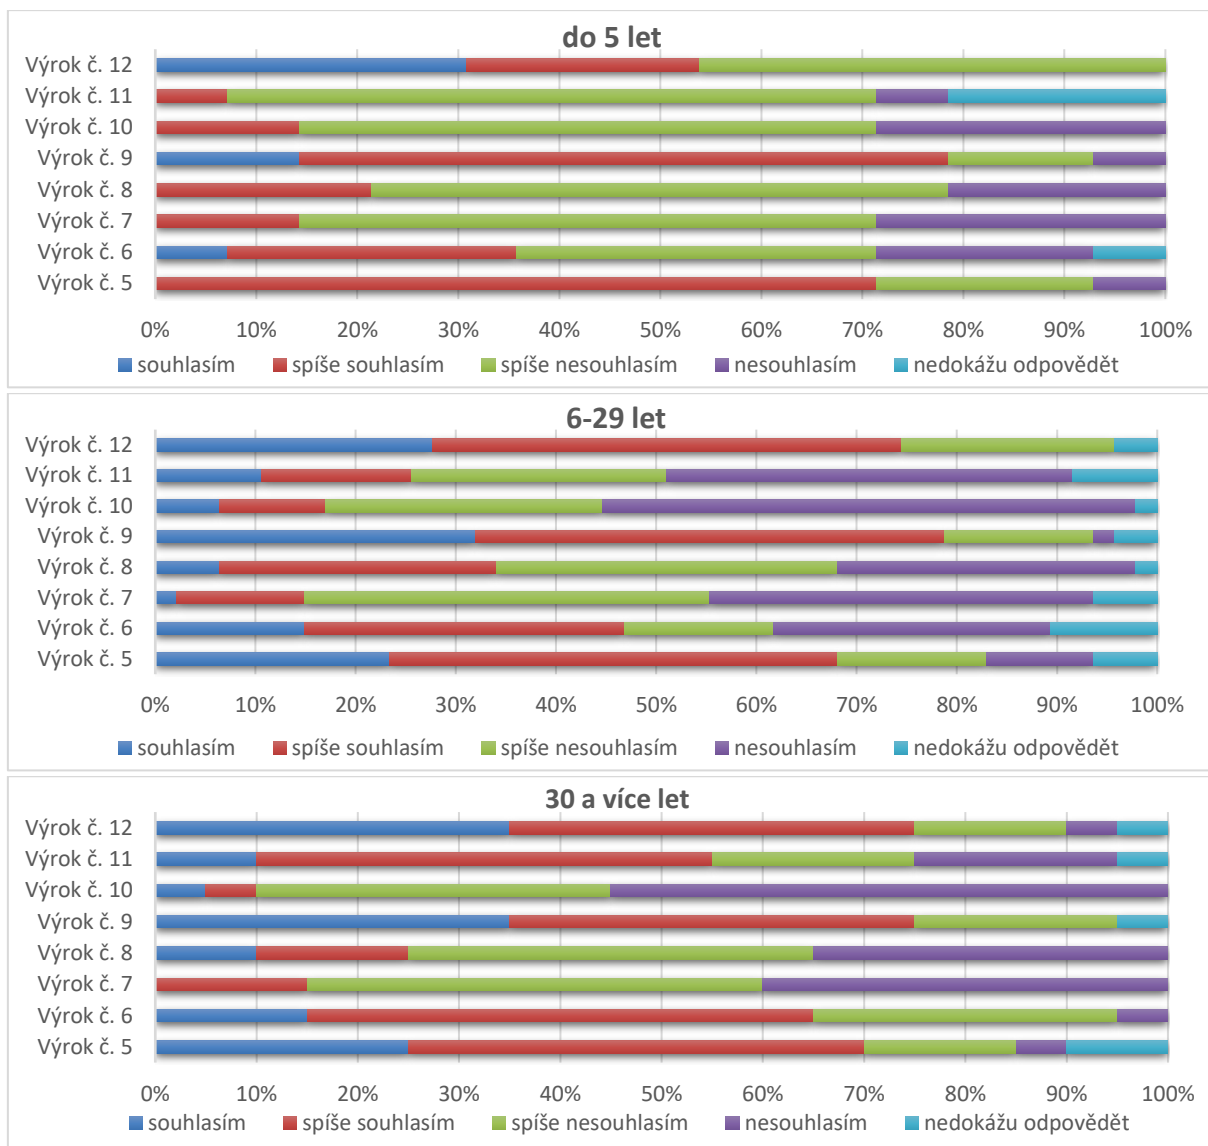 do 5 let
Výrok č. 12
Výrok č. 11
Výrok č. 10
Výrok č. 9
Výrok č. 8
Výrok č. 7
Výrok č. 6
Výrok č. 5
0% 10% 20% 30% 40% 50% 60% 70% 80% 90% 100%
souhlasím spíše souhlasím spíše nesouhlasím nesouhlasím nedokážu odpovědět
6-29 let
Výrok č. 12
Výrok č. 11
Výrok č. 10
Výrok č. 9
Výrok č. 8
Výrok č. 7
Výrok č. 6
Výrok č. 5
0% 10% 20% 30% 40% 50% 60% 70% 80% 90% 100%
souhlasím spíše souhlasím spíše nesouhlasím nesouhlasím nedokážu odpovědět
30 a více let
Výrok č. 12
Výrok č. 11
Výrok č. 10
Výrok č. 9
Výrok č. 8
Výrok č. 7
Výrok č. 6
Výrok č. 5
0% 10% 20% 30% 40% 50% 60% 70% 80% 90% 100%
souhlasím spíše souhlasím spíše nesouhlasím nesouhlasím nedokážu odpovědět